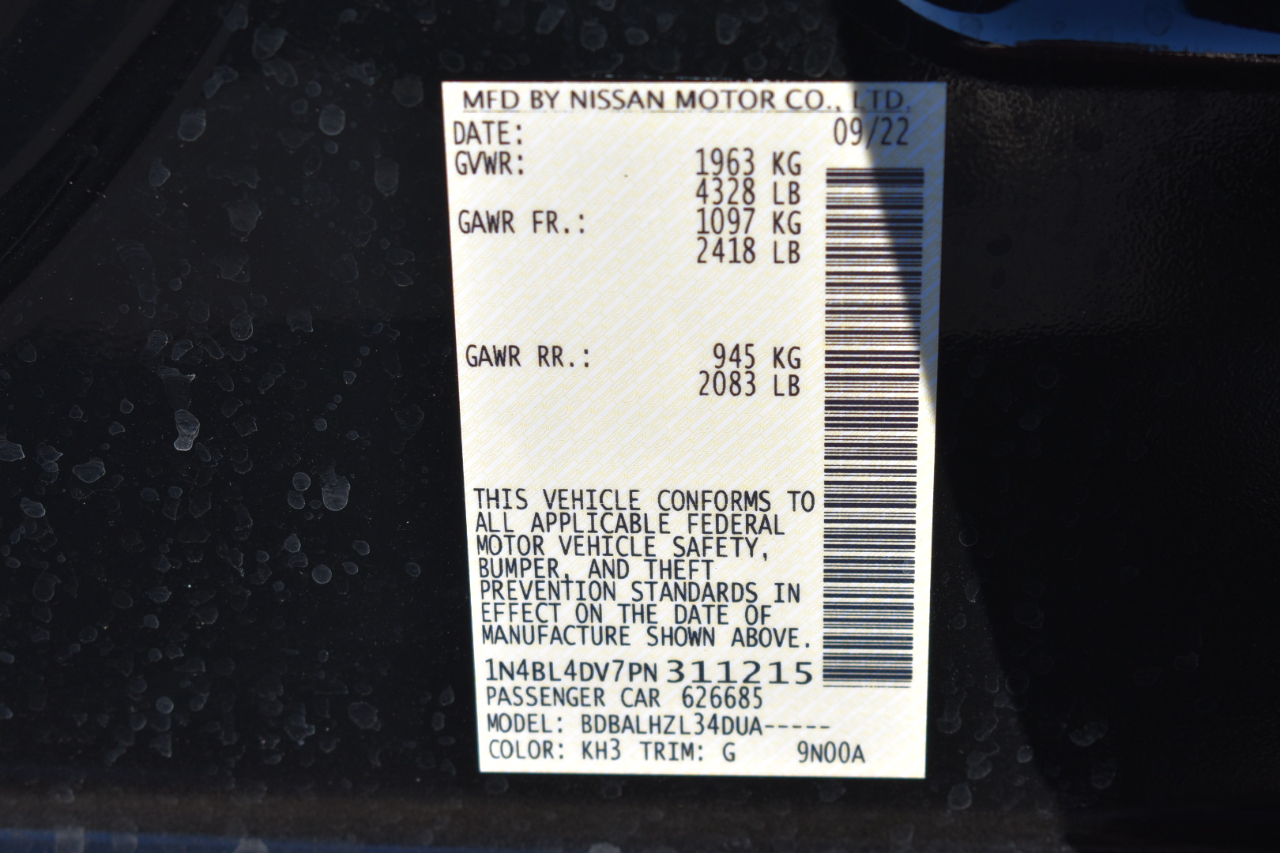 MFD BY NISSAN MOTOR CO., LTD.
DATE: 09/22
GVWR: 1963 KG
4328 LB
GAWR FR.: 1097 KG
2418 LB
GAWR RR.: 945 KG
2083 LB
THIS VEHICLE CONFORMS TO
ALL APPLICABLE FEDERAL
MOTOR VEHICLE SAFETY,
BUMPER, AND THEFT
PREVENTION STANDARDS IN
EFFECT ON THE DATE OF
MANUFACTURE SHOWN ABOVE.
1N4BL4DV7PN 311215
PASSENGER CAR 626685
MODEL: BDBALHZL34DUA-----
COLOR: KH3 TRIM: G 9N00A